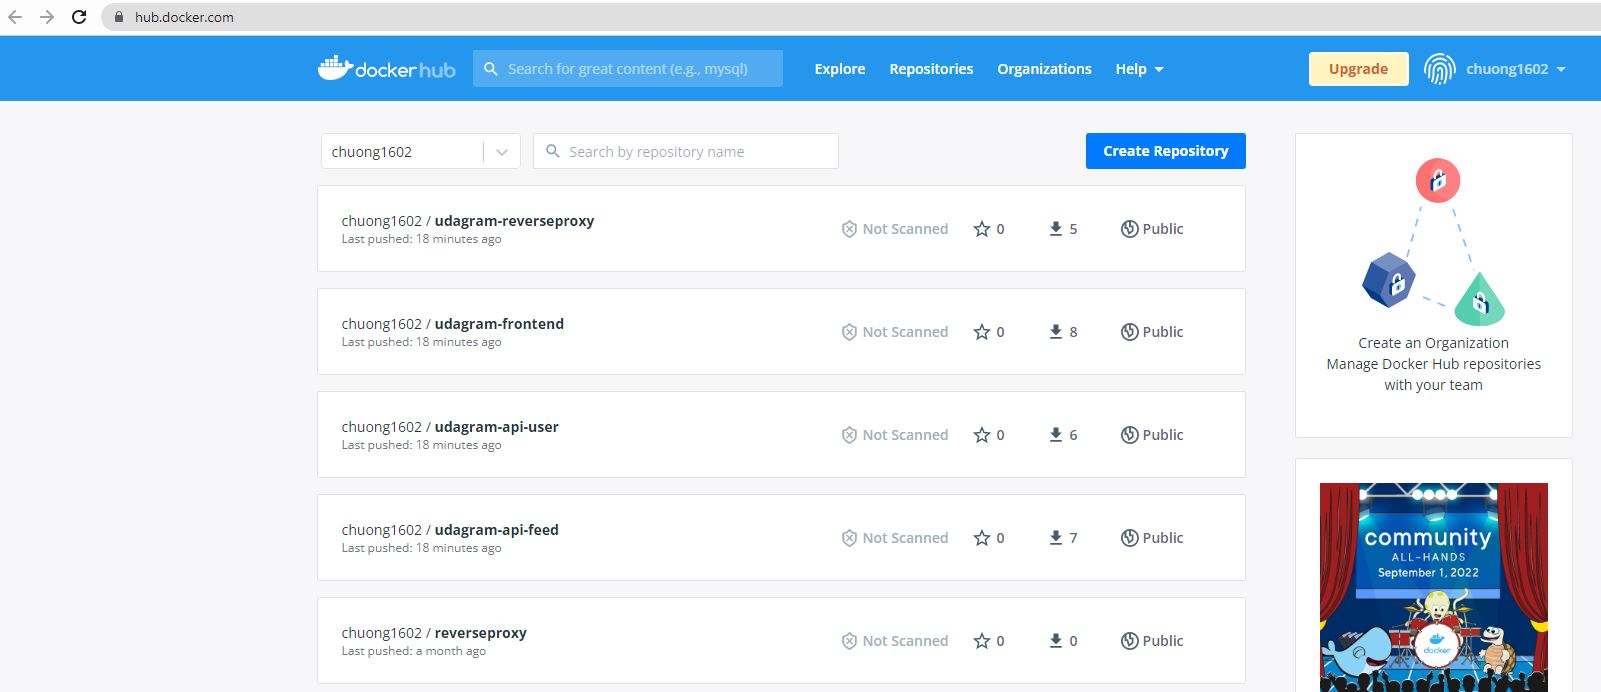 hub.docker.com
docker hub Search for great content (e.g., mysql) Explore Repositories Organizations Help Upgrade chuong1602
chuong1602 Search by repository name Create Repository
chuong1602 / udagram-reverseproxy
Last pushed: 18 minutes ago
Not Scanned 0 5 Public
chuong1602 / udagram-frontend
Last pushed: 18 minutes ago
Not Scanned 0 8 Public
chuong1602 / udagram-api-user
Last pushed: 18 minutes ago
Not Scanned 0 6 Public
chuong1602 / udagram-api-feed
Last pushed: 18 minutes ago
Not Scanned 0 7 Public
chuong1602 / reverseproxy
Last pushed: a month ago
Not Scanned 0 0 Public
Create an Organization
Manage Docker Hub repositories
with your team
community
ALL-HANDS
September 1, 2022
docker